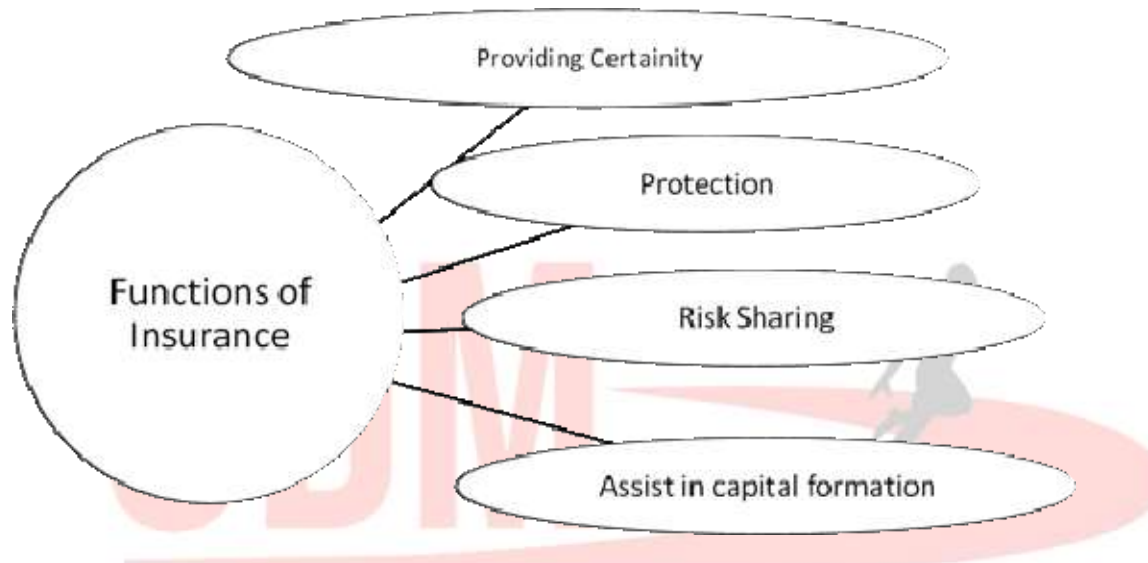 Providing Certainity
Protection
Functions of
Insurance
Risk Sharing
Assist in capital formation